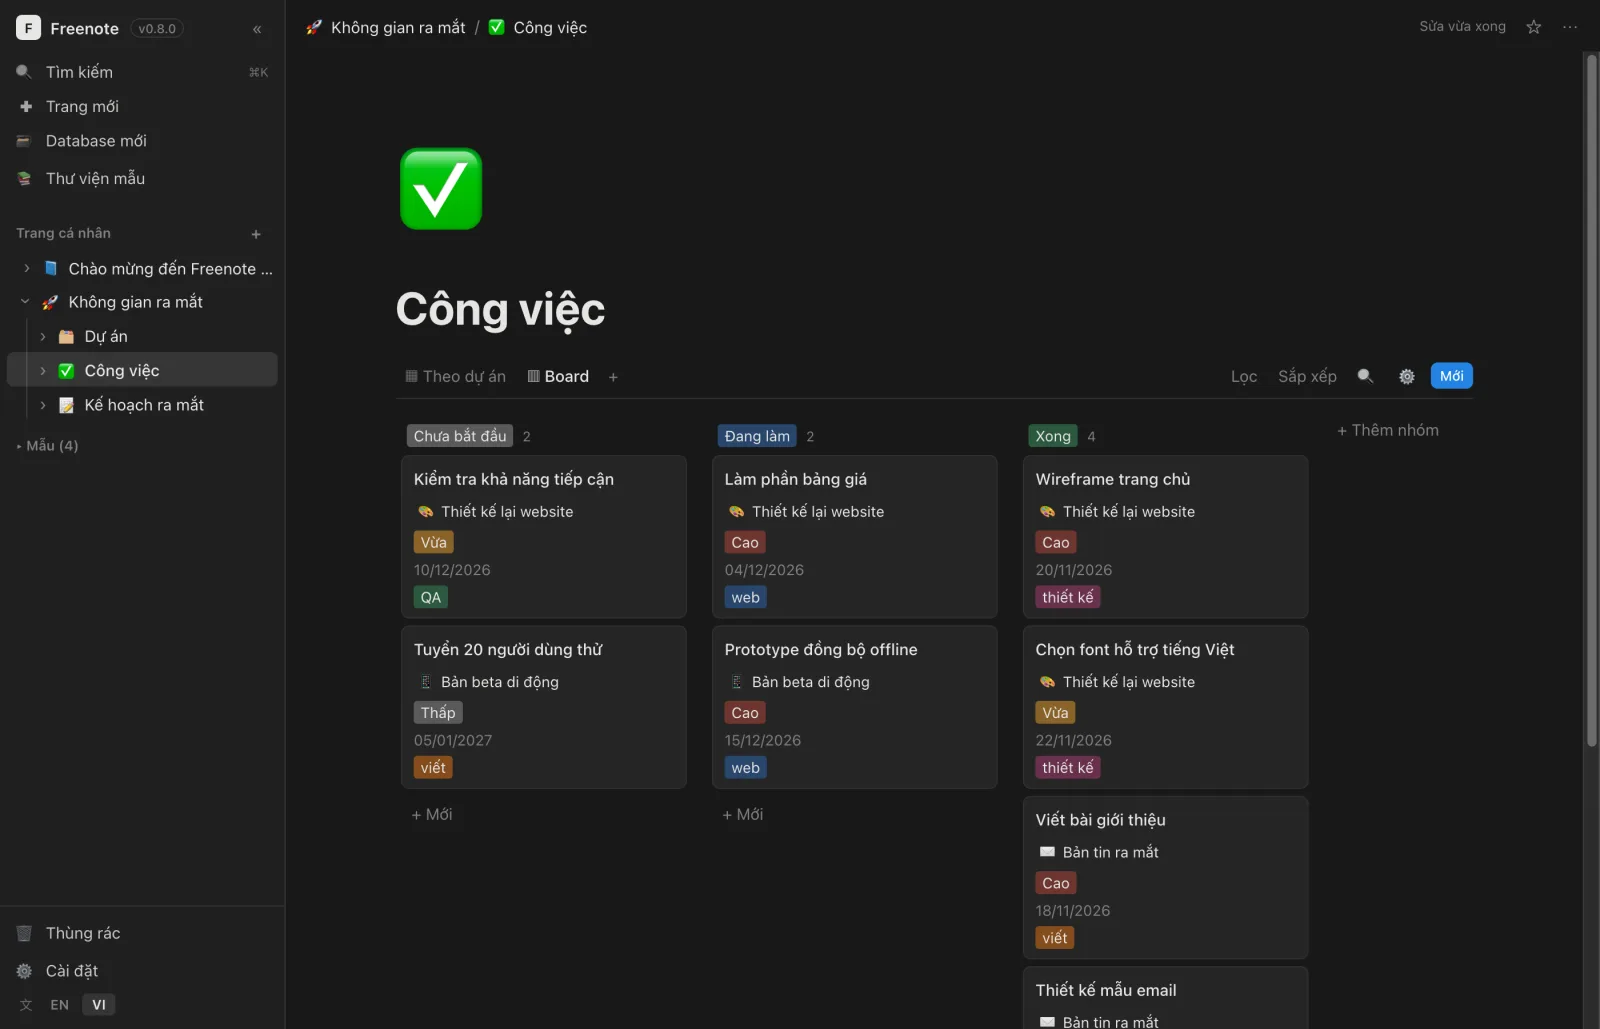 F Freenote v0.8.0 «
Tìm kiếm ⌘K
Trang mới
Database mới
Thư viện mẫu
Trang cá nhân +
Chào mừng đến Freenote ...
Không gian ra mắt
Dự án
Công việc
Kế hoạch ra mắt
Mẫu (4)
Thùng rác
Cài đặt
文 EN VI
Không gian ra mắt / Công việc
Sửa vừa xong
Công việc
Theo dự án Board +
Lọc Sắp xếp Mới
Chưa bắt đầu 2
Kiểm tra khả năng tiếp cận
Thiết kế lại website
Vừa
10/12/2026
QA
Tuyển 20 người dùng thử
Bản beta di động
Thấp
05/01/2027
viết
+ Mới
Đang làm 2
Làm phần bảng giá
Thiết kế lại website
Cao
04/12/2026
web
Prototype đồng bộ offline
Bản beta di động
Cao
15/12/2026
web
+ Mới
Xong 4
Wireframe trang chủ
Thiết kế lại website
Cao
20/11/2026
thiết kế
Chọn font hỗ trợ tiếng Việt
Thiết kế lại website
Vừa
22/11/2026
thiết kế
Viết bài giới thiệu
Bản tin ra mắt
Cao
18/11/2026
viết
Thiết kế mẫu email
Bản tin ra mắt
+ Thêm nhóm